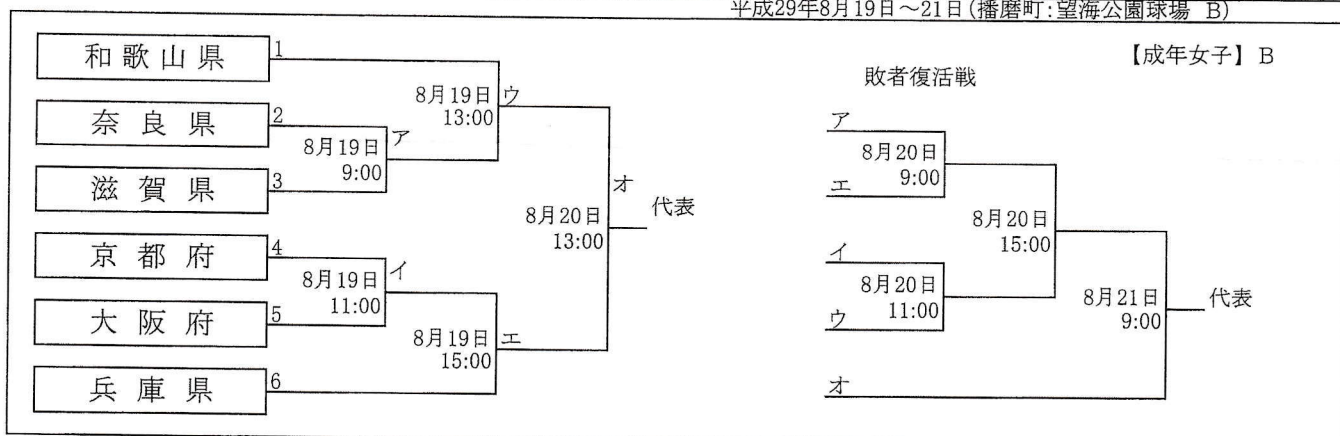 平成29年8月19日～21日(播磨町:望海公園球場 B)
【成年女子】B
和歌山県
1
奈良県
2
滋賀県
3
京都府
4
大阪府
5
兵庫県
6
8月19日
9:00
ア
8月19日
11:00
イ
8月19日
13:00
ウ
8月19日
15:00
エ
8月20日
13:00
オ
代表
敗者復活戦
ア
エ
8月20日
9:00
イ
ウ
8月20日
11:00
8月20日
15:00
オ
8月21日
9:00
代表